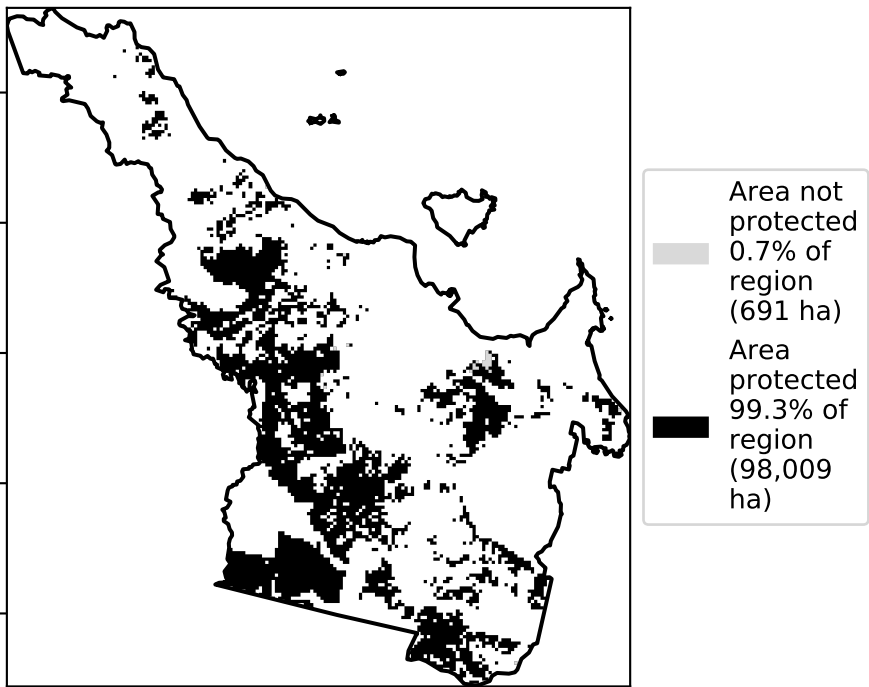 Area not
protected
0.7% of
region
(691 ha)
Area
protected
99.3% of
region
(98,009
ha)